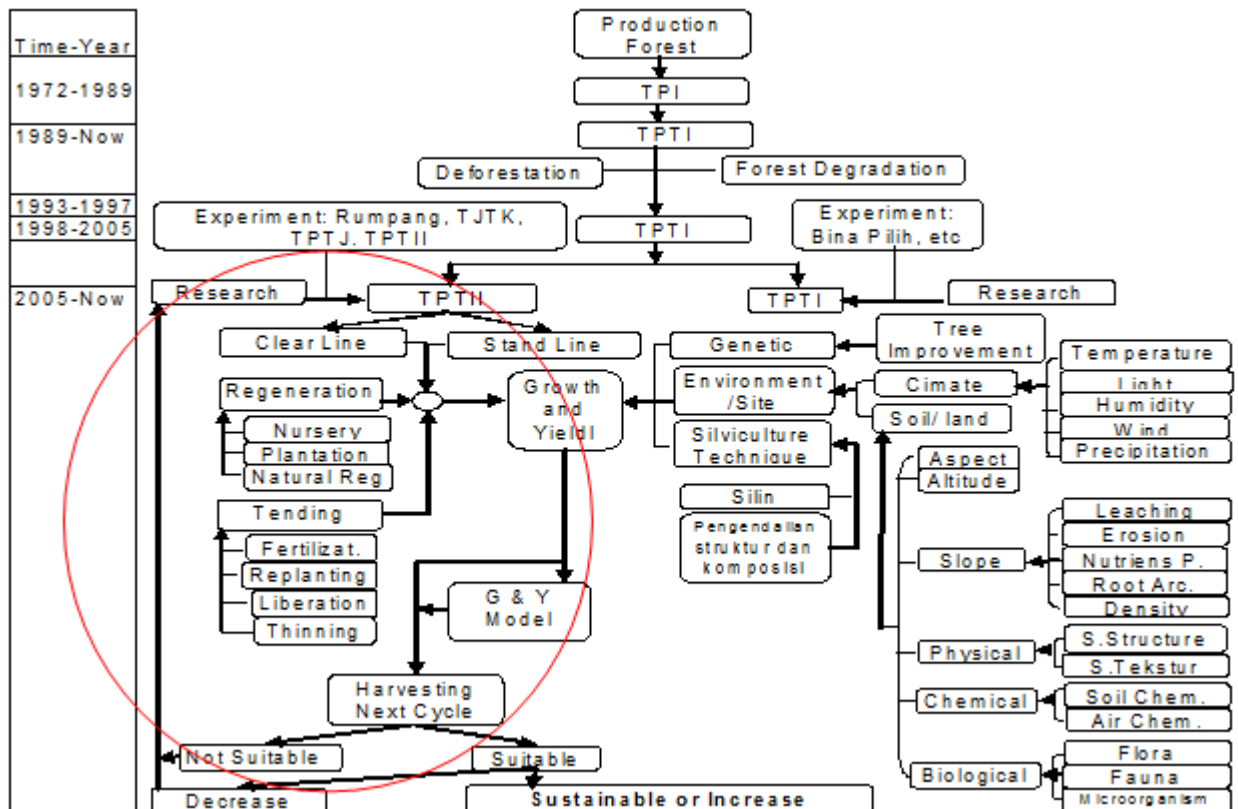 Production
Forest
Time-Year
1972-1989
TPI
1989-Now
TPTI
Deforestation
Forest Degradation
1993-1997
1998-2005
Experiment: Rumpang, TJTK,
TPTJ. TPTII
TPTI
Experiment:
Bina Pilih, etc
2005-Now
Research
TPTII
TPTI
Research
Clear Line
Stand Line
Genetic
Tree
Improvement
Temperature
Light
Humidity
Wind
Precipitation
Regeneration
Growth
and
Yieldl
Environment
/Site
Cimate
Soil/ land
Nursery
Plantation
Natural Reg
Silviculture
Technique
Aspect
Altitude
Tending
Silin
Pengendalian
struktur dan
komposisi
Fertilizat.
Replanting
Liberation
Thinning
G & Y
Model
Slope
Leaching
Erosion
Nutriens P.
Root Arc.
Density
Physical
S.Structure
S.Tekstur
Harvesting
Next Cycle
Chemical
Soil Chem.
Air Chem.
Not Suitable
Suitable
Biological
Flora
Fauna
Microorganism
Decrease
Sustainable or Increase